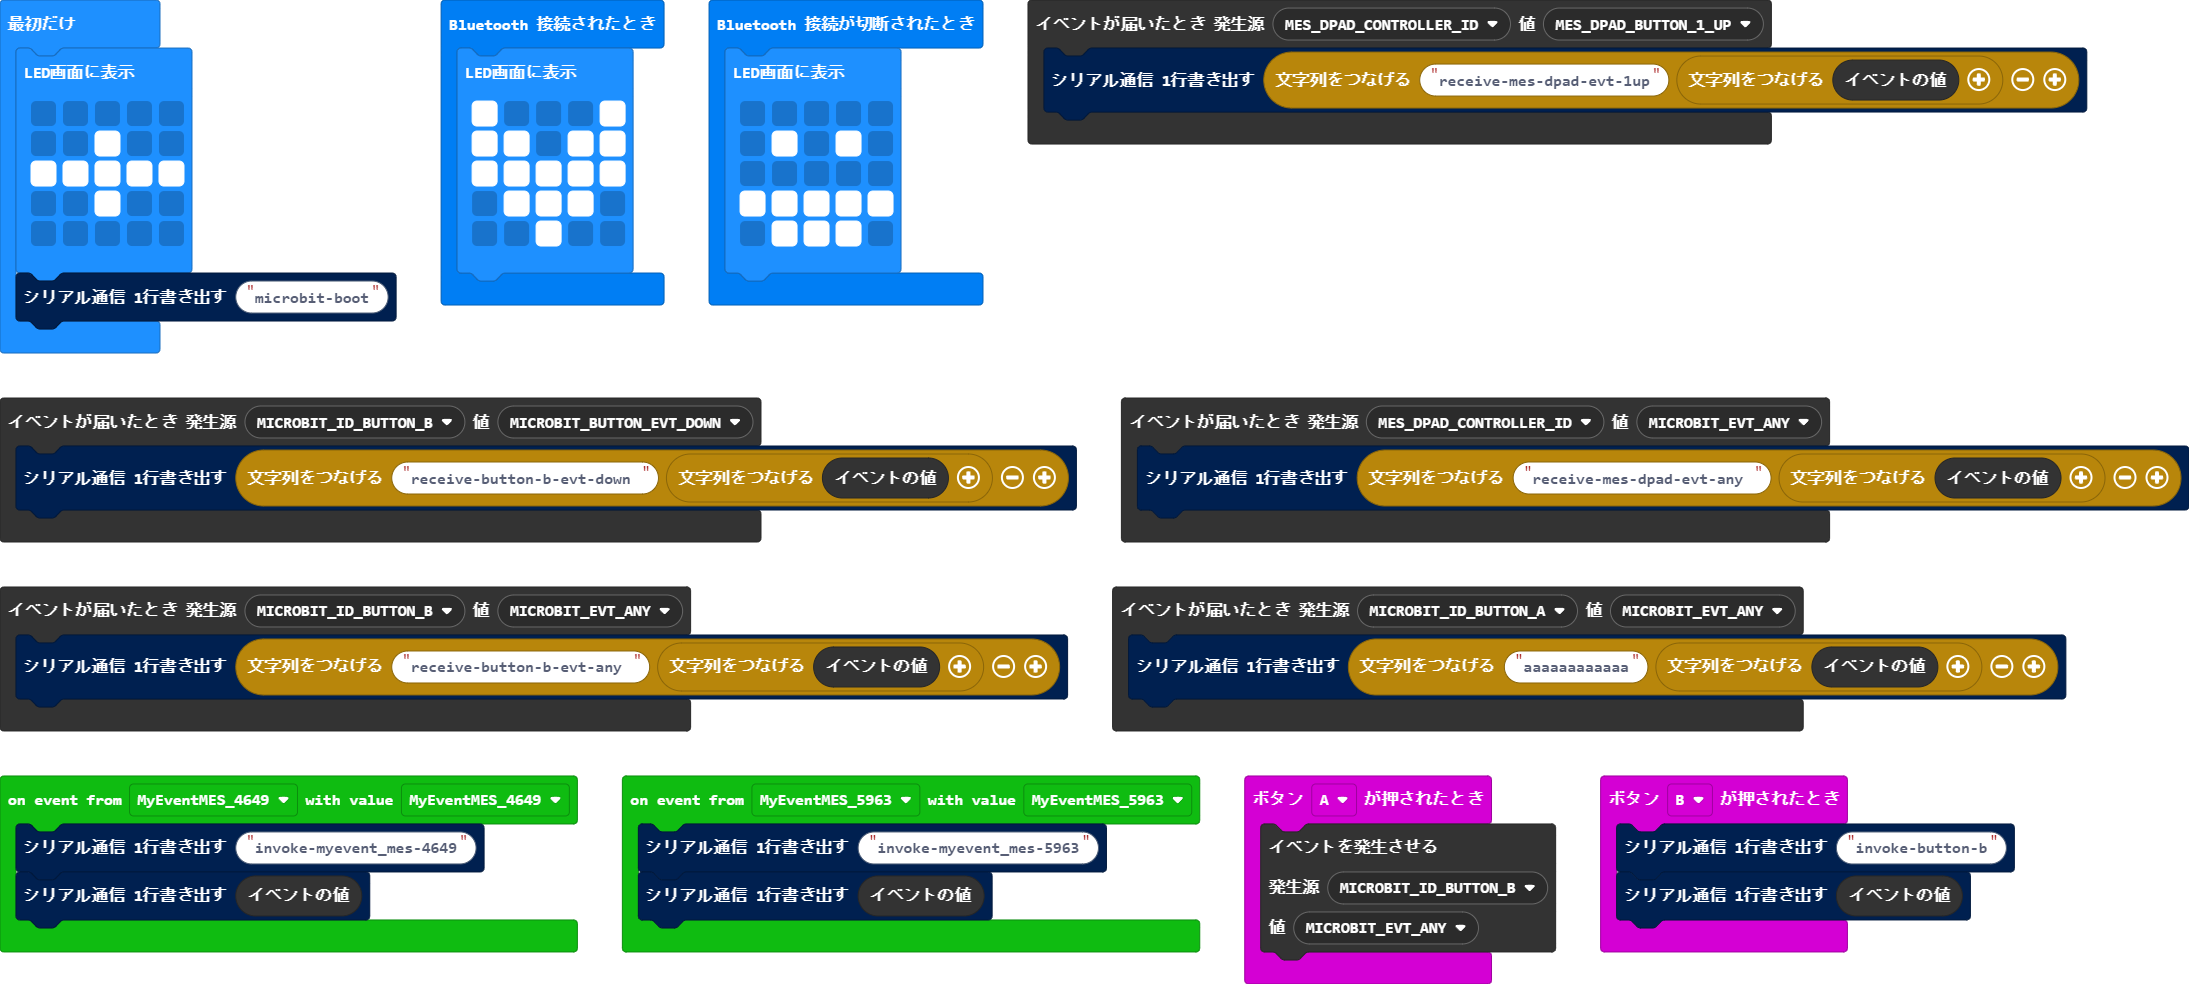 最初だけ
LED画面に表示
シリアル通信 1行書き出す "microbit-boot"
Bluetooth 接続されたとき
LED画面に表示
Bluetooth 接続が切断されたとき
LED画面に表示
イベントが届いたとき 発生源 MES_DPAD_CONTROLLER_ID 値 MES_DPAD_BUTTON_1_UP
シリアル通信 1行書き出す 文字列をつなげる "receive-mes-dpad-evt-1up" 文字列をつなげる イベントの値
イベントが届いたとき 発生源 MICROBIT_ID_BUTTON_B 値 MICROBIT_BUTTON_EVT_DOWN
シリアル通信 1行書き出す 文字列をつなげる "receive-button-b-evt-down " 文字列をつなげる イベントの値
イベントが届いたとき 発生源 MES_DPAD_CONTROLLER_ID 値 MICROBIT_EVT_ANY
シリアル通信 1行書き出す 文字列をつなげる "receive-mes-dpad-evt-any " 文字列をつなげる イベントの値
イベントが届いたとき 発生源 MICROBIT_ID_BUTTON_B 値 MICROBIT_EVT_ANY
シリアル通信 1行書き出す 文字列をつなげる "receive-button-b-evt-any " 文字列をつなげる イベントの値
イベントが届いたとき 発生源 MICROBIT_ID_BUTTON_A 値 MICROBIT_EVT_ANY
シリアル通信 1行書き出す 文字列をつなげる "aaaaaaaaaaaa" 文字列をつなげる イベントの値
on event from MyEventMES_4649 with value MyEventMES_4649
シリアル通信 1行書き出す "invoke-myevent_mes-4649"
シリアル通信 1行書き出す イベントの値
on event from MyEventMES_5963 with value MyEventMES_5963
シリアル通信 1行書き出す "invoke-myevent_mes-5963"
シリアル通信 1行書き出す イベントの値
ボタン A が押されたとき
イベントを発生させる
発生源 MICROBIT_ID_BUTTON_B
値 MICROBIT_EVT_ANY
ボタン B が押されたとき
シリアル通信 1行書き出す "invoke-button-b"
シリアル通信 1行書き出す イベントの値